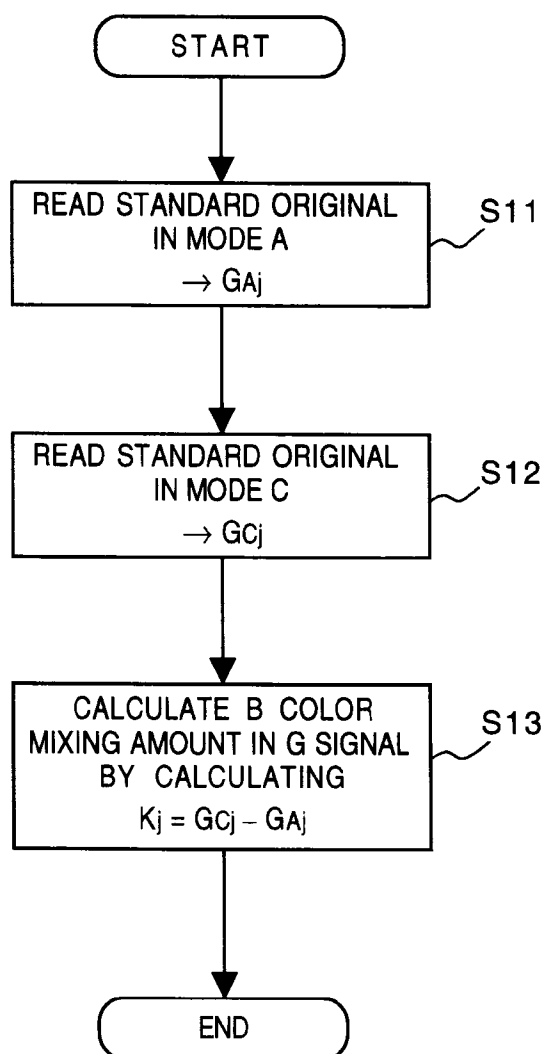 START
READ STANDARD ORIGINAL
IN MODE A
→ GAj
S11
READ STANDARD ORIGINAL
IN MODE C
→ GCj
S12
CALCULATE B COLOR
MIXING AMOUNT IN G SIGNAL
BY CALCULATING
Kj = GCj – GAj
S13
END